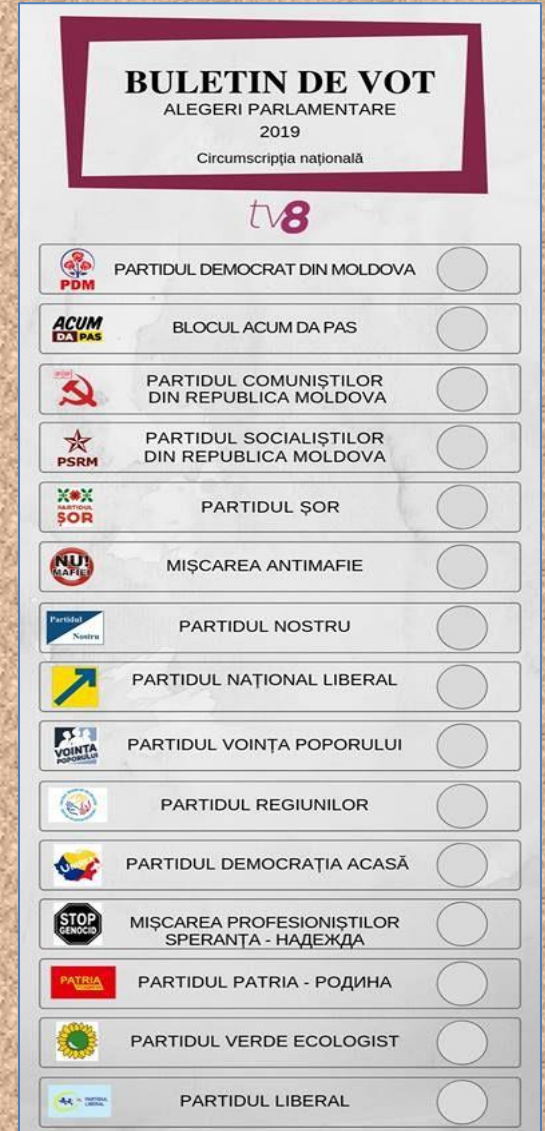 BULETIN DE VOT
ALEGERI PARLAMENTARE
2019
Circumscripția națională
tv8
PDM
PARTIDUL DEMOCRAT DIN MOLDOVA
ACUM
DA PAS
BLOCUL ACUM DA PAS
PARTIDUL COMUNIȘTILOR
DIN REPUBLICA MOLDOVA
PSRM
PARTIDUL SOCIALIȘTILOR
DIN REPUBLICA MOLDOVA
PARTIDUL
ȘOR
PARTIDUL ȘOR
NU!
MAFIEI
MIȘCAREA ANTIMAFIE
Partidul
Nostru
PARTIDUL NOSTRU
PARTIDUL NAȚIONAL LIBERAL
VOINȚA
POPORULUI
PARTIDUL VOINȚA POPORULUI
PARTIDUL REGIUNILOR
PARTIDUL DEMOCRAȚIA ACASĂ
STOP
GENOCID
MIȘCAREA PROFESIONIȘTILOR
SPERANȚA - НАДЕЖДА
PATRIA
PARTIDUL PATRIA - РОДИНА
PARTIDUL VERDE ECOLOGIST
PARTIDUL
LIBERAL
PARTIDUL LIBERAL